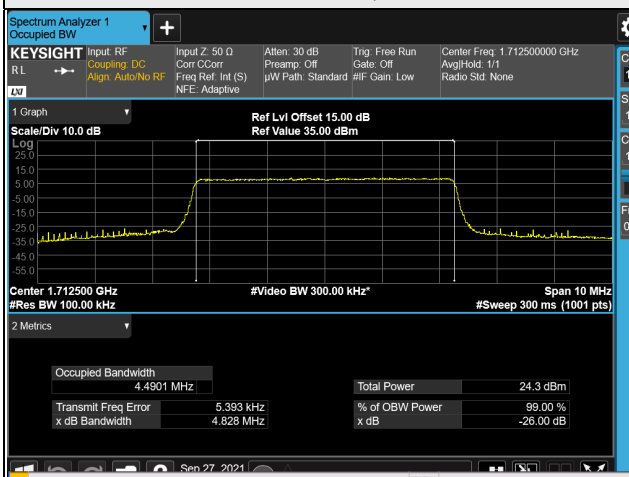 Spectrum Analyzer 1
Occupied BW
+
KEYSIGHT Input: RF Input Z: 50 Ω Atten: 30 dB Trig: Free Run Center Freq: 1.712500000 GHz
RL Coupling: DC Corr CCorr Preamp: Off Gate: Off Avg|Hold: 1/1
Align: Auto/No RF Freq Ref: Int (S) µW Path: Standard #IF Gain: Low Radio Std: None
LXI NFE: Adaptive
1 Graph Ref Lvl Offset 15.00 dB
Scale/Div 10.0 dB Ref Value 35.00 dBm
Log
25.0
15.0
5.00
-5.00
-15.0
-25.0
-35.0
-45.0
-55.0
Center 1.712500 GHz #Video BW 300.00 kHz* Span 10 MHz
#Res BW 100.00 kHz #Sweep 300 ms (1001 pts)
2 Metrics
Occupied Bandwidth
4.4901 MHz Total Power 24.3 dBm
Transmit Freq Error 5.393 kHz % of OBW Power 99.00 %
x dB Bandwidth 4.828 MHz x dB -26.00 dB
Sep 27, 2021